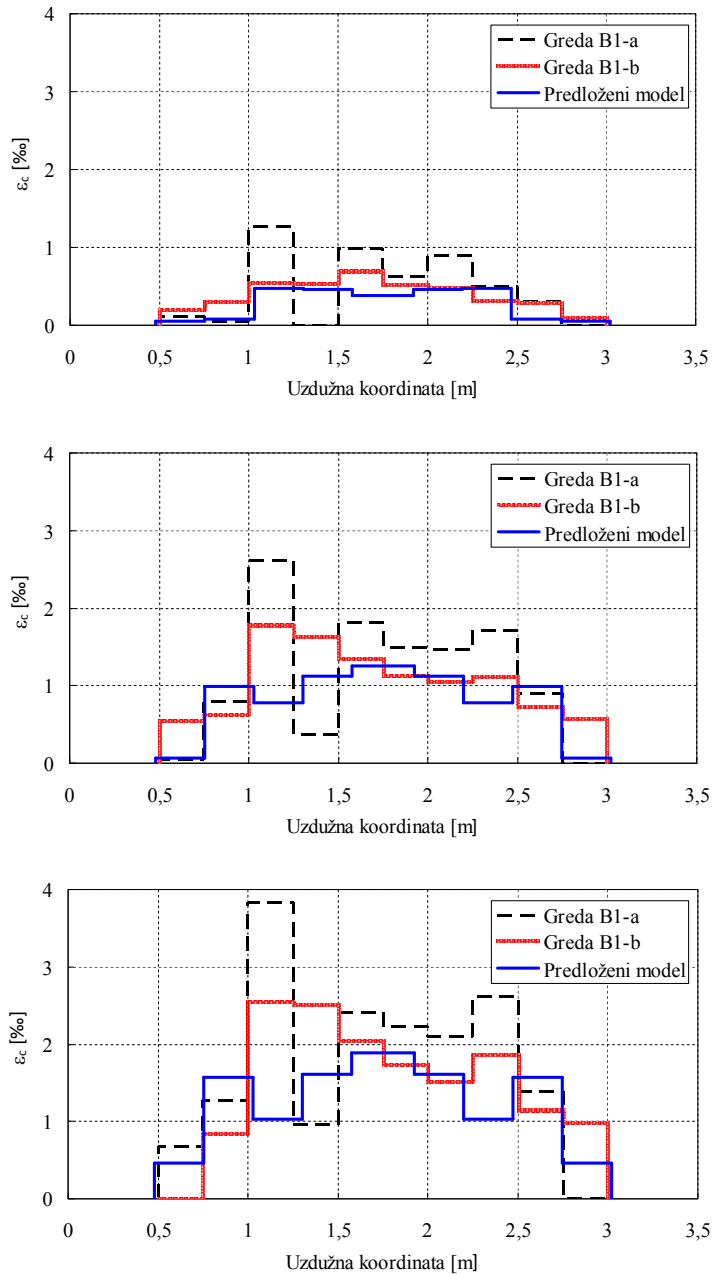 4
3
2
1
0
εc [‰]
Greda B1-a
Greda B1-b
Predloženi model
0 0,5 1 1,5 2 2,5 3 3,5
Uzdužna koordinata [m]
4
3
2
1
0
εc [‰]
Greda B1-a
Greda B1-b
Predloženi model
0 0,5 1 1,5 2 2,5 3 3,5
Uzdužna koordinata [m]
4
3
2
1
0
εc [‰]
Greda B1-a
Greda B1-b
Predloženi model
0 0,5 1 1,5 2 2,5 3 3,5
Uzdužna koordinata [m]